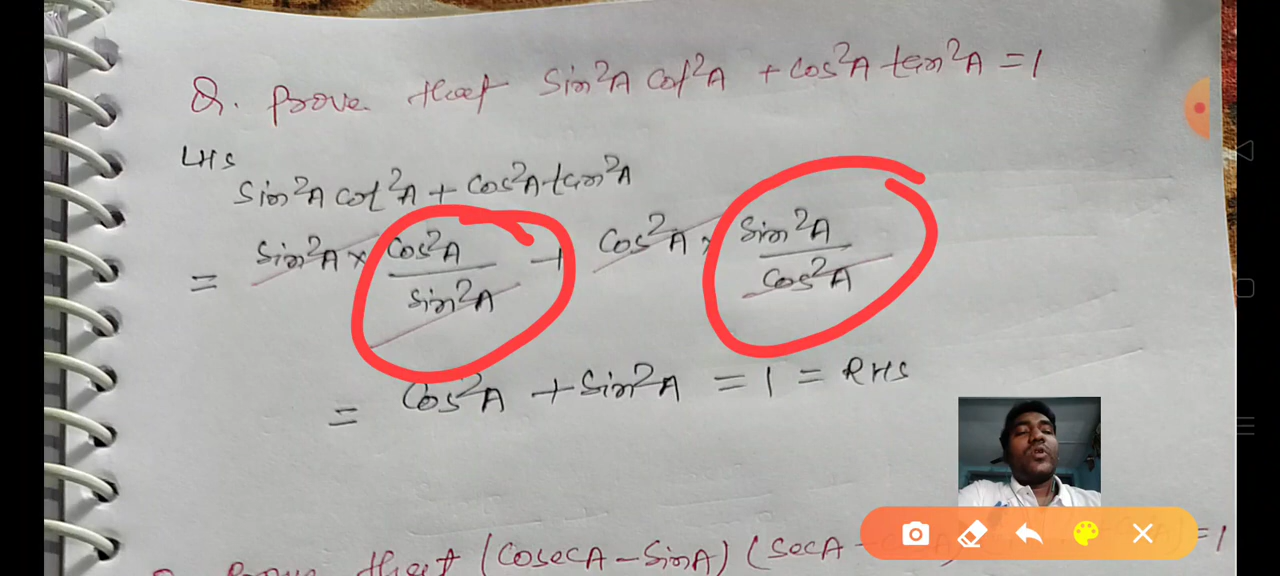 Q. Prove that Sin²A Cot²A + Cos²A tan²A = 1
LHS
Sin²A cot²A + Cos²A tan²A
= Sin²A × Cos²A/Sin²A + Cos²A × Sin²A/Cos²A
= Cos²A + Sin²A = 1 = RHS
Prove that (CosecA - SinA) (SecA - = 1